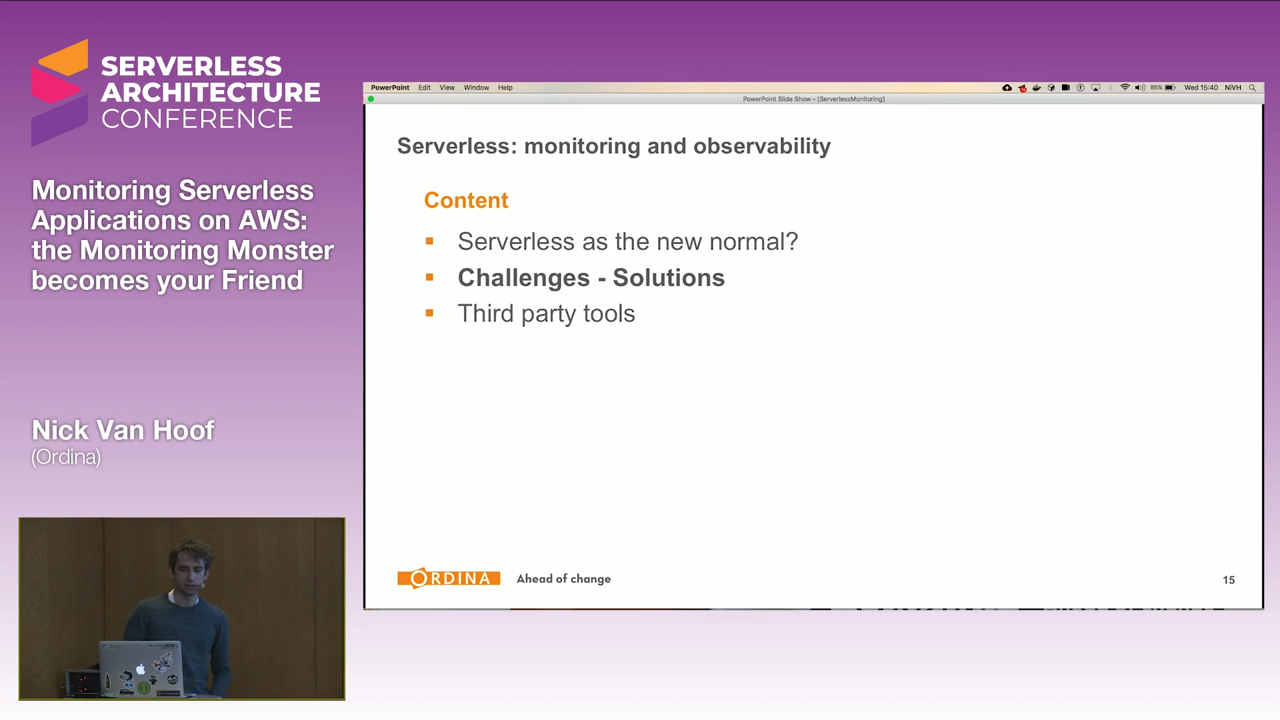 SERVERLESS
ARCHITECTURE
CONFERENCE
Monitoring Serverless
Applications on AWS:
the Monitoring Monster
becomes your Friend
Nick Van Hoof
(Ordina)
PowerPoint Edit View Window Help
85% Wed 15:40 NiVH
PowerPoint Slide Show - [ServerlessMonitoring]
Serverless: monitoring and observability
Content
Serverless as the new normal?
Challenges - Solutions
Third party tools
ORDINA Ahead of change
15